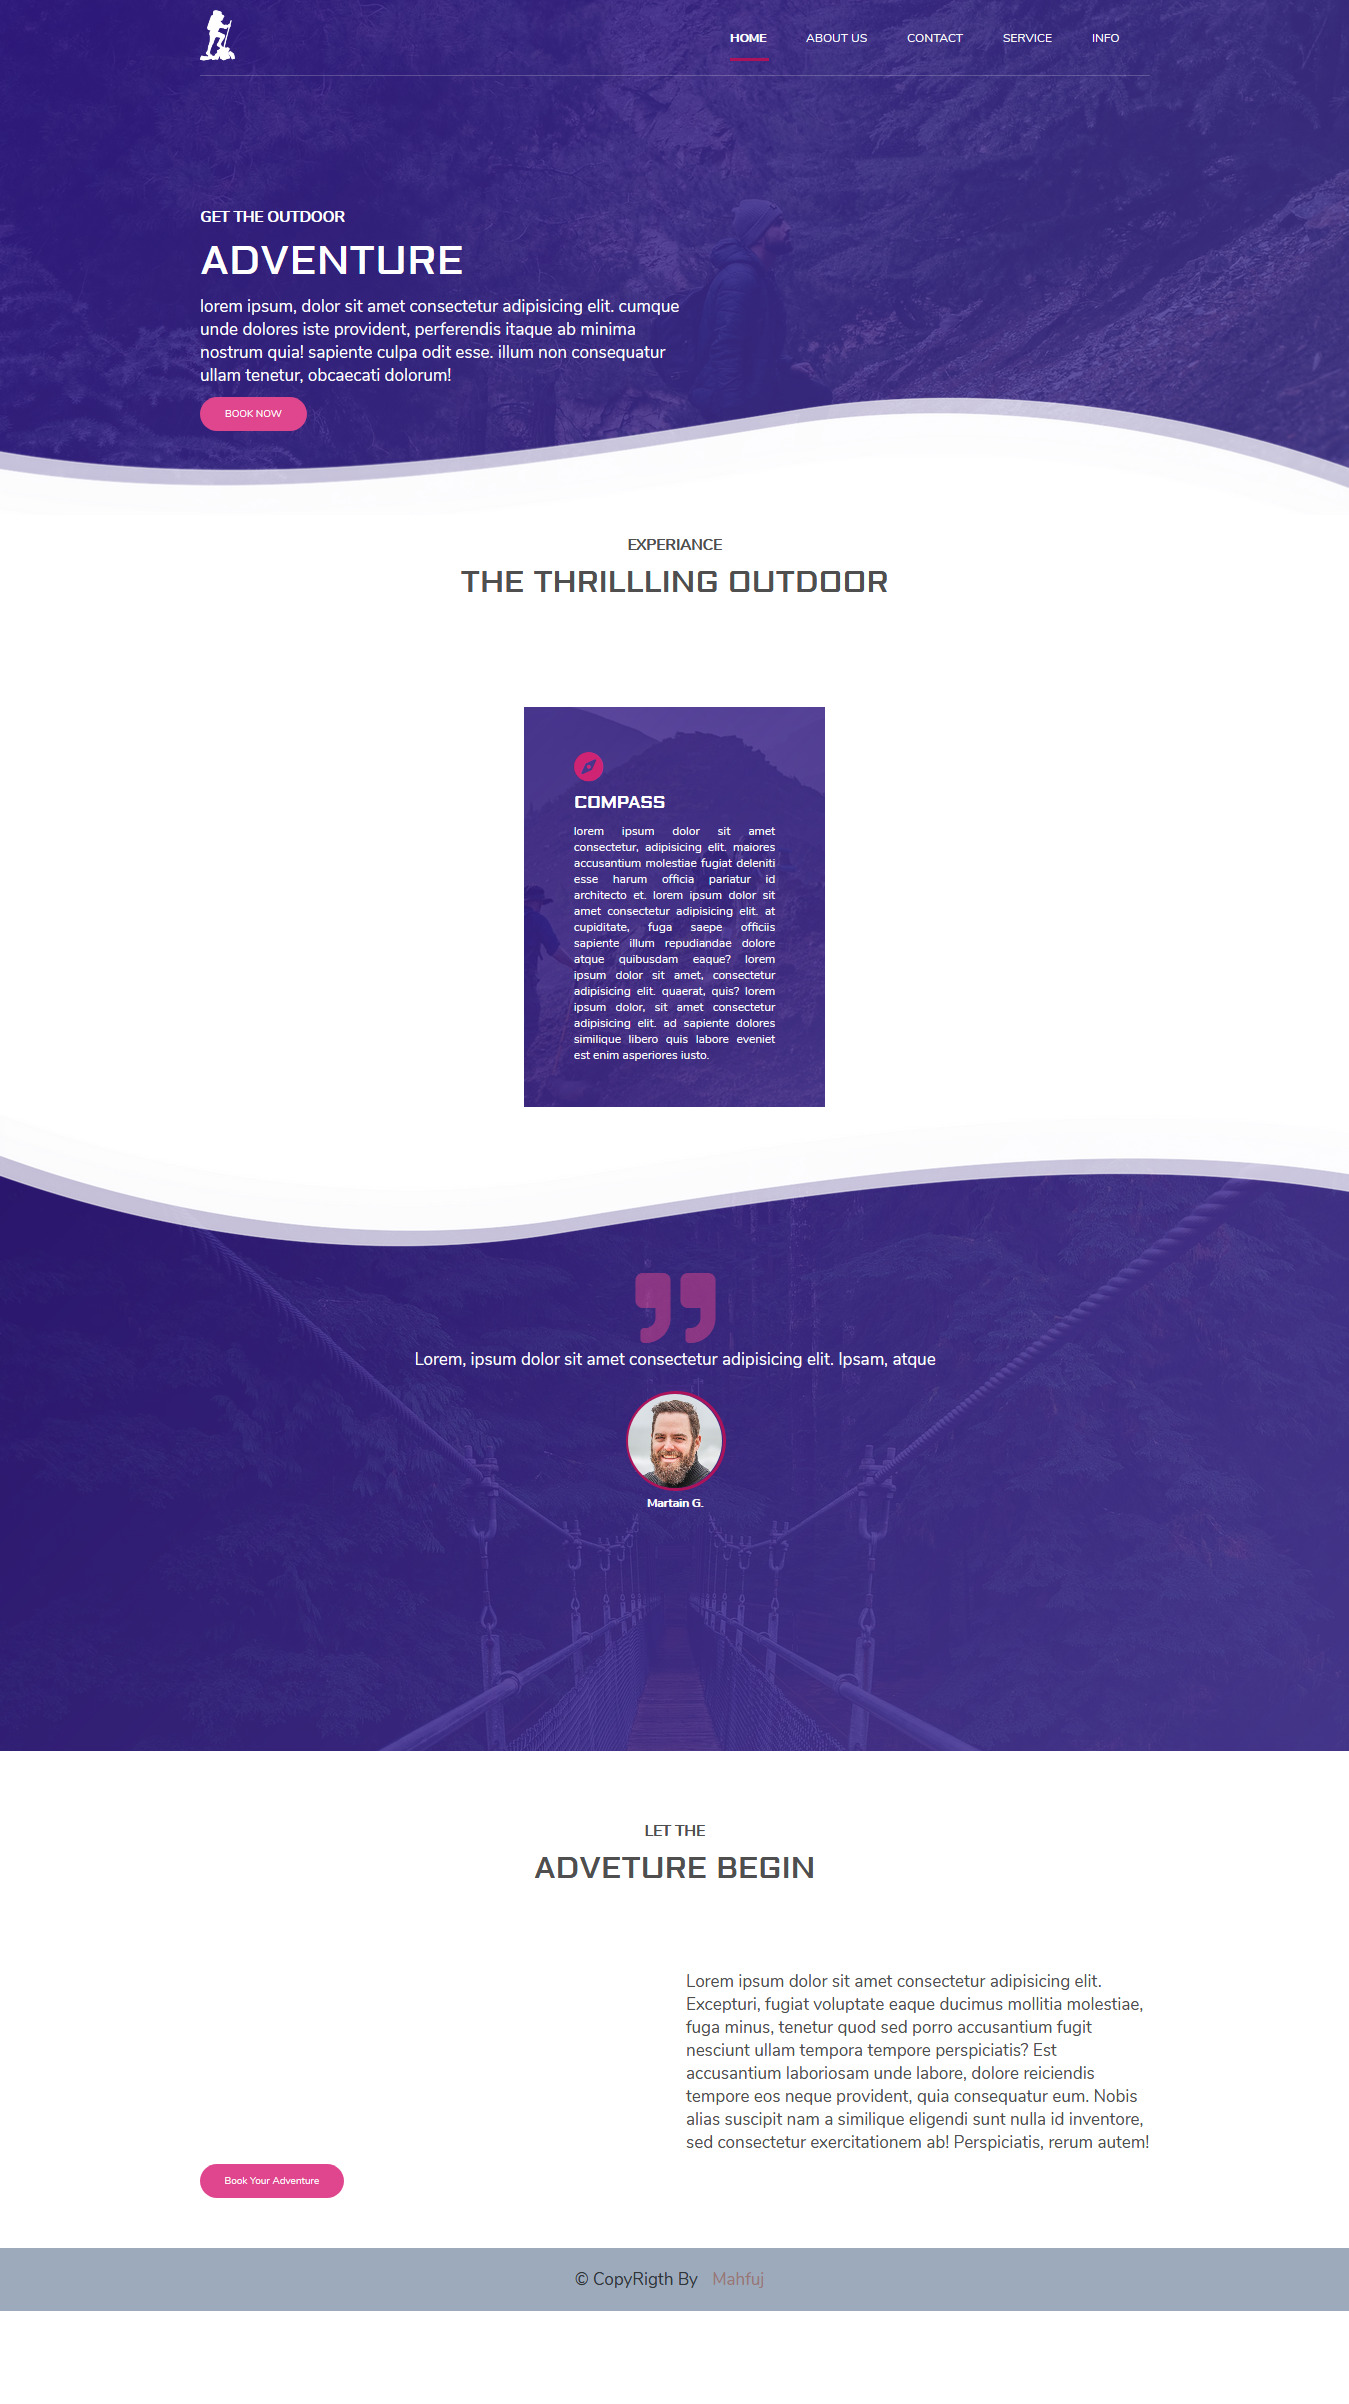 HOME ABOUT US CONTACT SERVICE INFO
GET THE OUTDOOR
ADVENTURE
lorem ipsum, dolor sit amet consectetur adipisicing elit. cumque
unde dolores iste provident, perferendis itaque ab minima
nostrum quia! sapiente culpa odit esse. illum non consequatur
ullam tenetur, obcaecati dolorum!
BOOK NOW
EXPERIANCE
THE THRILLLING OUTDOOR
COMPASS
lorem ipsum dolor sit amet
consectetur, adipisicing elit. maiores
accusantium molestiae fugiat deleniti
esse harum officia pariatur id
architecto et. lorem ipsum dolor sit
amet consectetur adipisicing elit. at
cupiditate, fuga saepe officiis
sapiente illum repudiandae dolore
atque quibusdam eaque? lorem
ipsum dolor sit amet, consectetur
adipisicing elit. quaerat, quis? lorem
ipsum dolor, sit amet consectetur
adipisicing elit. ad sapiente dolores
similique libero quis labore eveniet
est enim asperiores iusto.
Lorem, ipsum dolor sit amet consectetur adipisicing elit. Ipsam, atque
Martain G.
LET THE
ADVETURE BEGIN
Lorem ipsum dolor sit amet consectetur adipisicing elit.
Excepturi, fugiat voluptate eaque ducimus mollitia molestiae,
fuga minus, tenetur quod sed porro accusantium fugit
nesciunt ullam tempora tempore perspiciatis? Est
accusantium laboriosam unde labore, dolore reiciendis
tempore eos neque provident, quia consequatur eum. Nobis
alias suscipit nam a similique eligendi sunt nulla id inventore,
sed consectetur exercitationem ab! Perspiciatis, rerum autem!
Book Your Adventure
© CopyRigth By Mahfuj